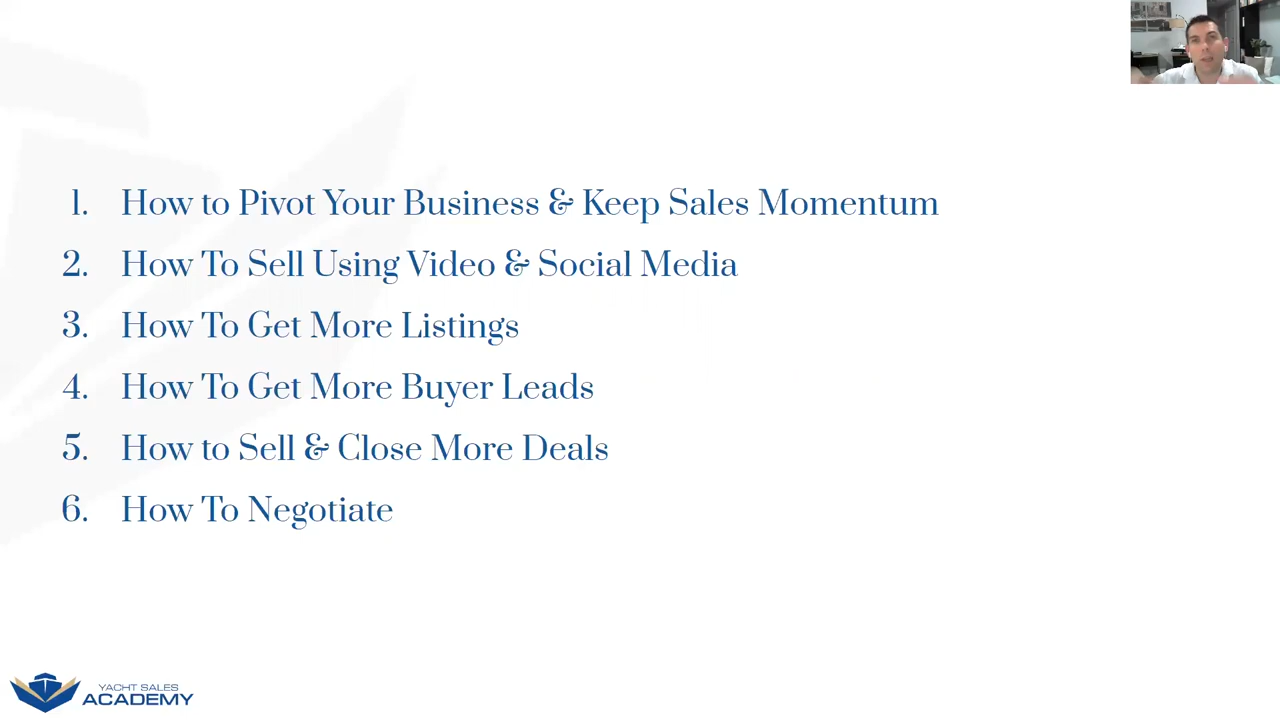 1. How to Pivot Your Business & Keep Sales Momentum
2. How To Sell Using Video & Social Media
3. How To Get More Listings
4. How To Get More Buyer Leads
5. How to Sell & Close More Deals
6. How To Negotiate
YACHT SALES
ACADEMY